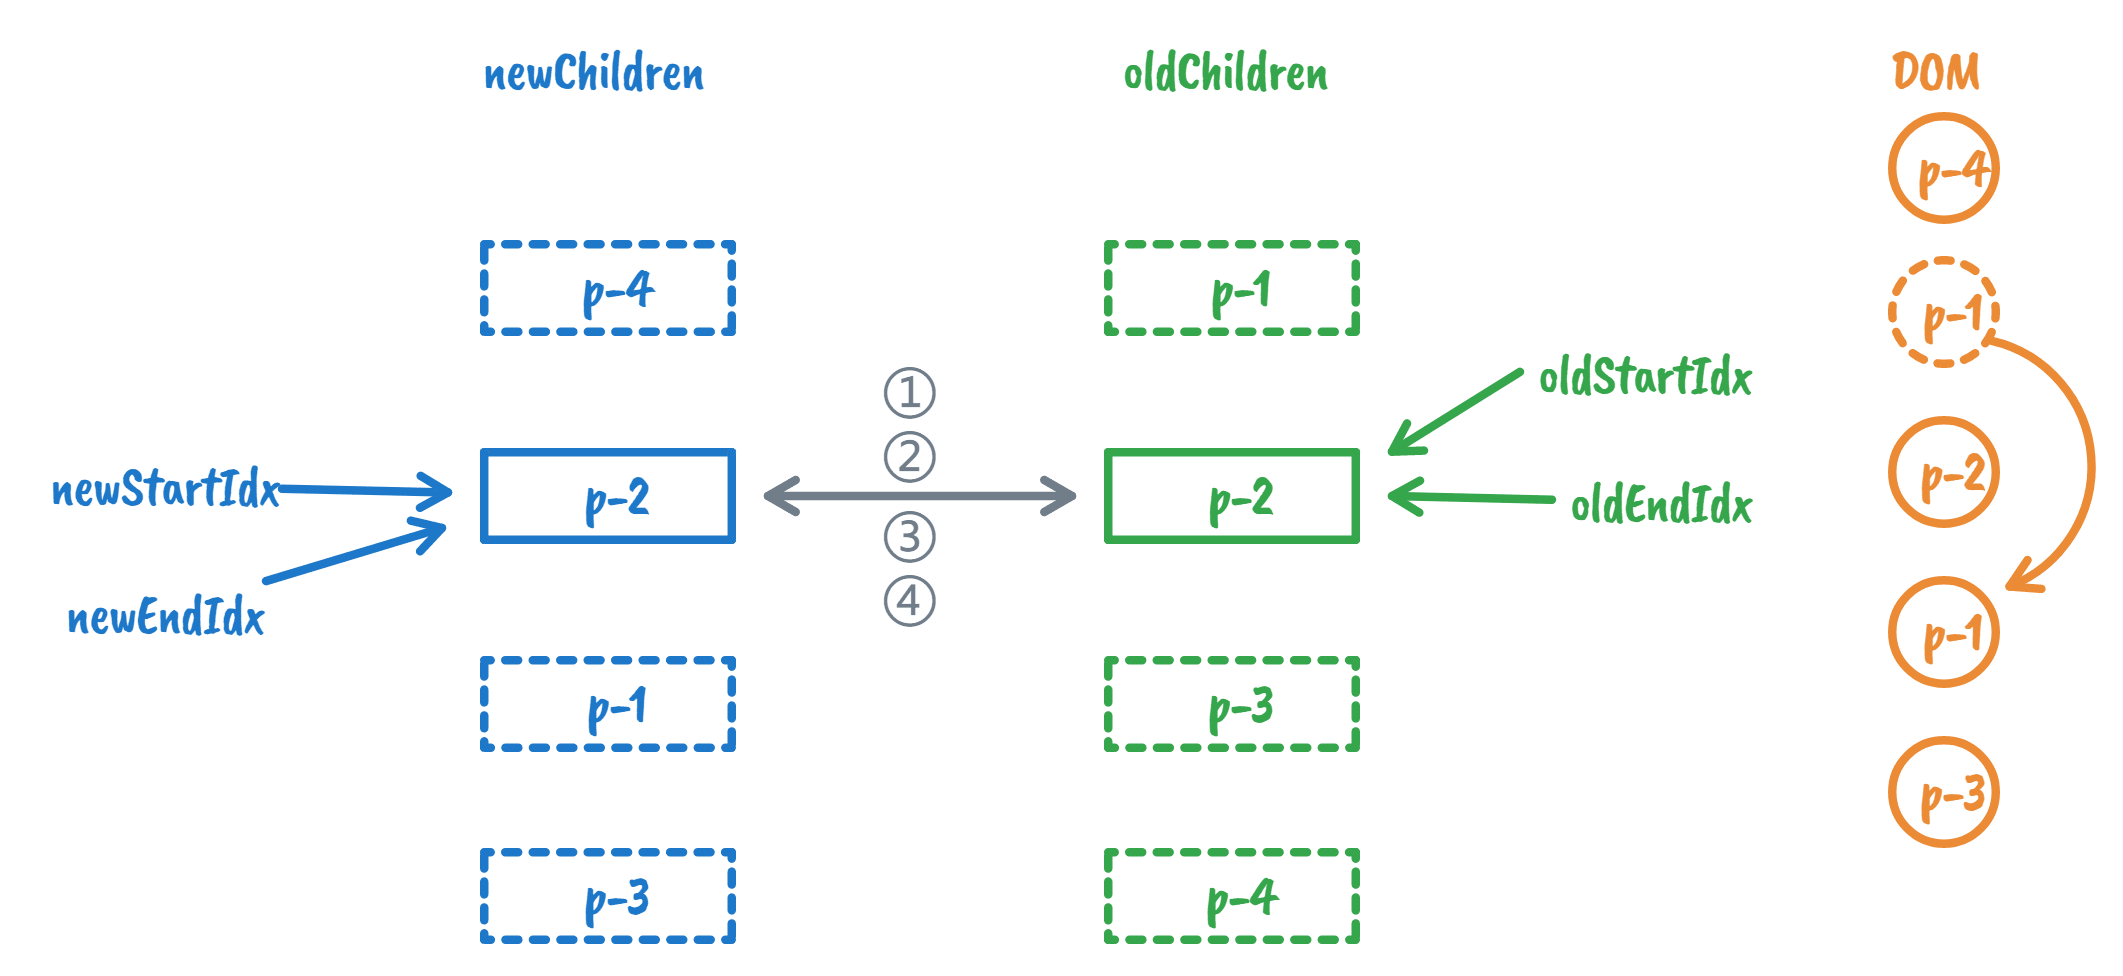 newChildren
oldChildren
DOM
p-4
p-4
p-1
p-1
①
oldStartIdx
②
newStartIdx
p-2
p-2
p-2
oldEndIdx
③
newEndIdx
④
p-1
p-1
p-3
p-3
p-3
p-4